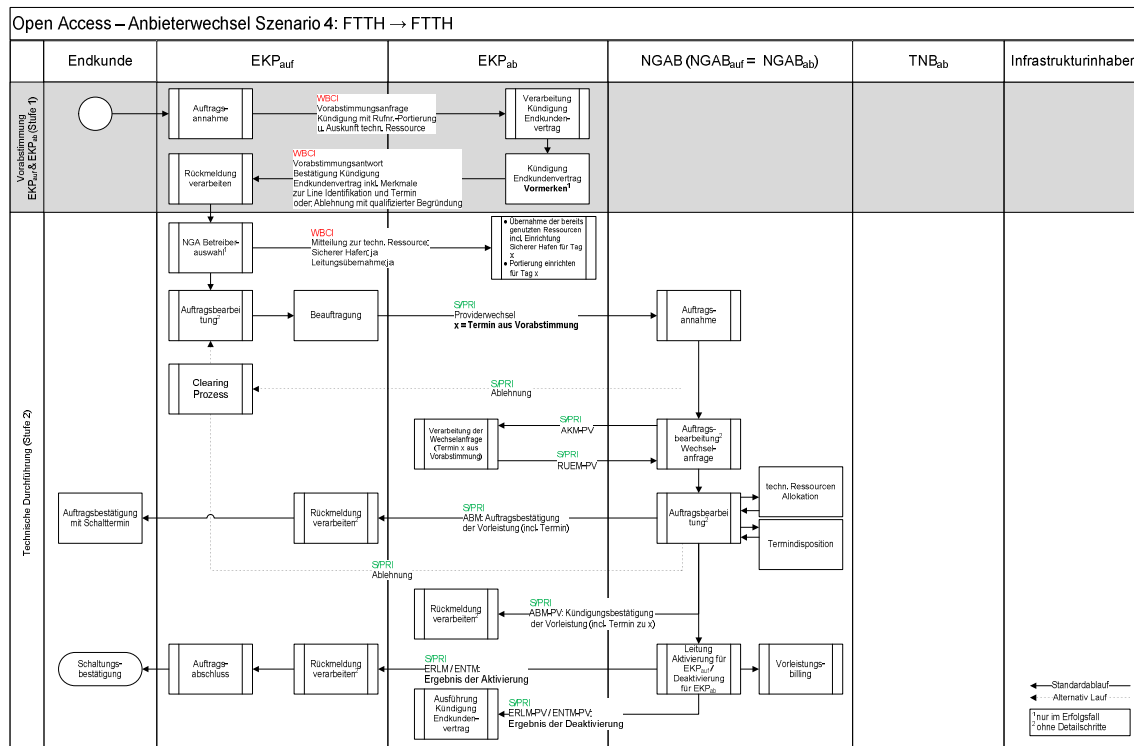 Open Access – Anbieterwechsel Szenario 4: FTTH → FTTH
Endkunde
EKPauf
EKPab
NGAB (NGABauf = NGABab)
TNBab
Infrastrukturinhaber
Vorabstimmung
EKPauf & EKPab (Stufe 1)
Auftrags-
annahme
WBCI
Vorabstimmungsanfrage
Kündigung mit Rufnr.-Portierung
u. Auskunft techn. Ressource
Verarbeitung
Kündigung
Endkunden-
vertrag
Rückmeldung
verarbeiten
WBCI
Vorabstimmungsantwort
Bestätigung Kündigung
Endkundenvertrag inkl. Merkmale
zur Line Identifikation und Termin
oder: Ablehnung mit qualifizierter Begründung
Kündigung
Endkundenvertrag
Vormerken¹
Technische Durchführung (Stufe 2)
NGA Betreiber-
auswahl¹
WBCI
Mitteilung zur techn. Ressource:
Sicherer Hafen: ja
Leitungsübernahme: ja
• Übernahme der bereits
genutzten Ressourcen
incl. Einrichtung
Sicherer Hafen für Tag
x
• Portierung einrichten
für Tag x
Auftragsbearbei
tung²
Beauftragung
S/PRI
Providerwechsel
x = Termin aus Vorabstimmung
Auftrags-
annahme
Clearing
Prozess
S/PRI
Ablehnung
Verarbeitung der
Wechselanfrage
(Termin x aus
Vorabstimmung)
S/PRI
AKM-PV
S/PRI
RUEM-PV
Auftrags-
bearbeitung²
Wechsel-
anfrage
techn. Ressourcen
Allokation
Auftragsbestätigung
mit Schalttermin
Rückmeldung
verarbeiten²
S/PRI
ABM: Auftragsbestätigung
der Vorleistung (incl. Termin)
Auftragsbearbei
tung²
Termindisposition
S/PRI
Ablehnung
Rückmeldung
verarbeiten²
S/PRI
ABM-PV: Kündigungsbestätigung
der Vorleistung (incl. Termin zu x)
Schaltungs-
bestätigung
Auftrags-
abschluss
Rückmeldung
verarbeiten²
S/PRI
ERLM / ENTM:
Ergebnis der Aktivierung
Leitung
Aktivierung für
EKPauf/
Deaktivierung
für EKPab
Vorleistungs-
billing
Ausführung
Kündigung
Endkunden-
vertrag
S/PRI
ERLM-PV / ENTM-PV:
Ergebnis der Deaktivierung
Standardablauf
Alternativ Lauf
¹ nur im Erfolgsfall
² ohne Detailschritte